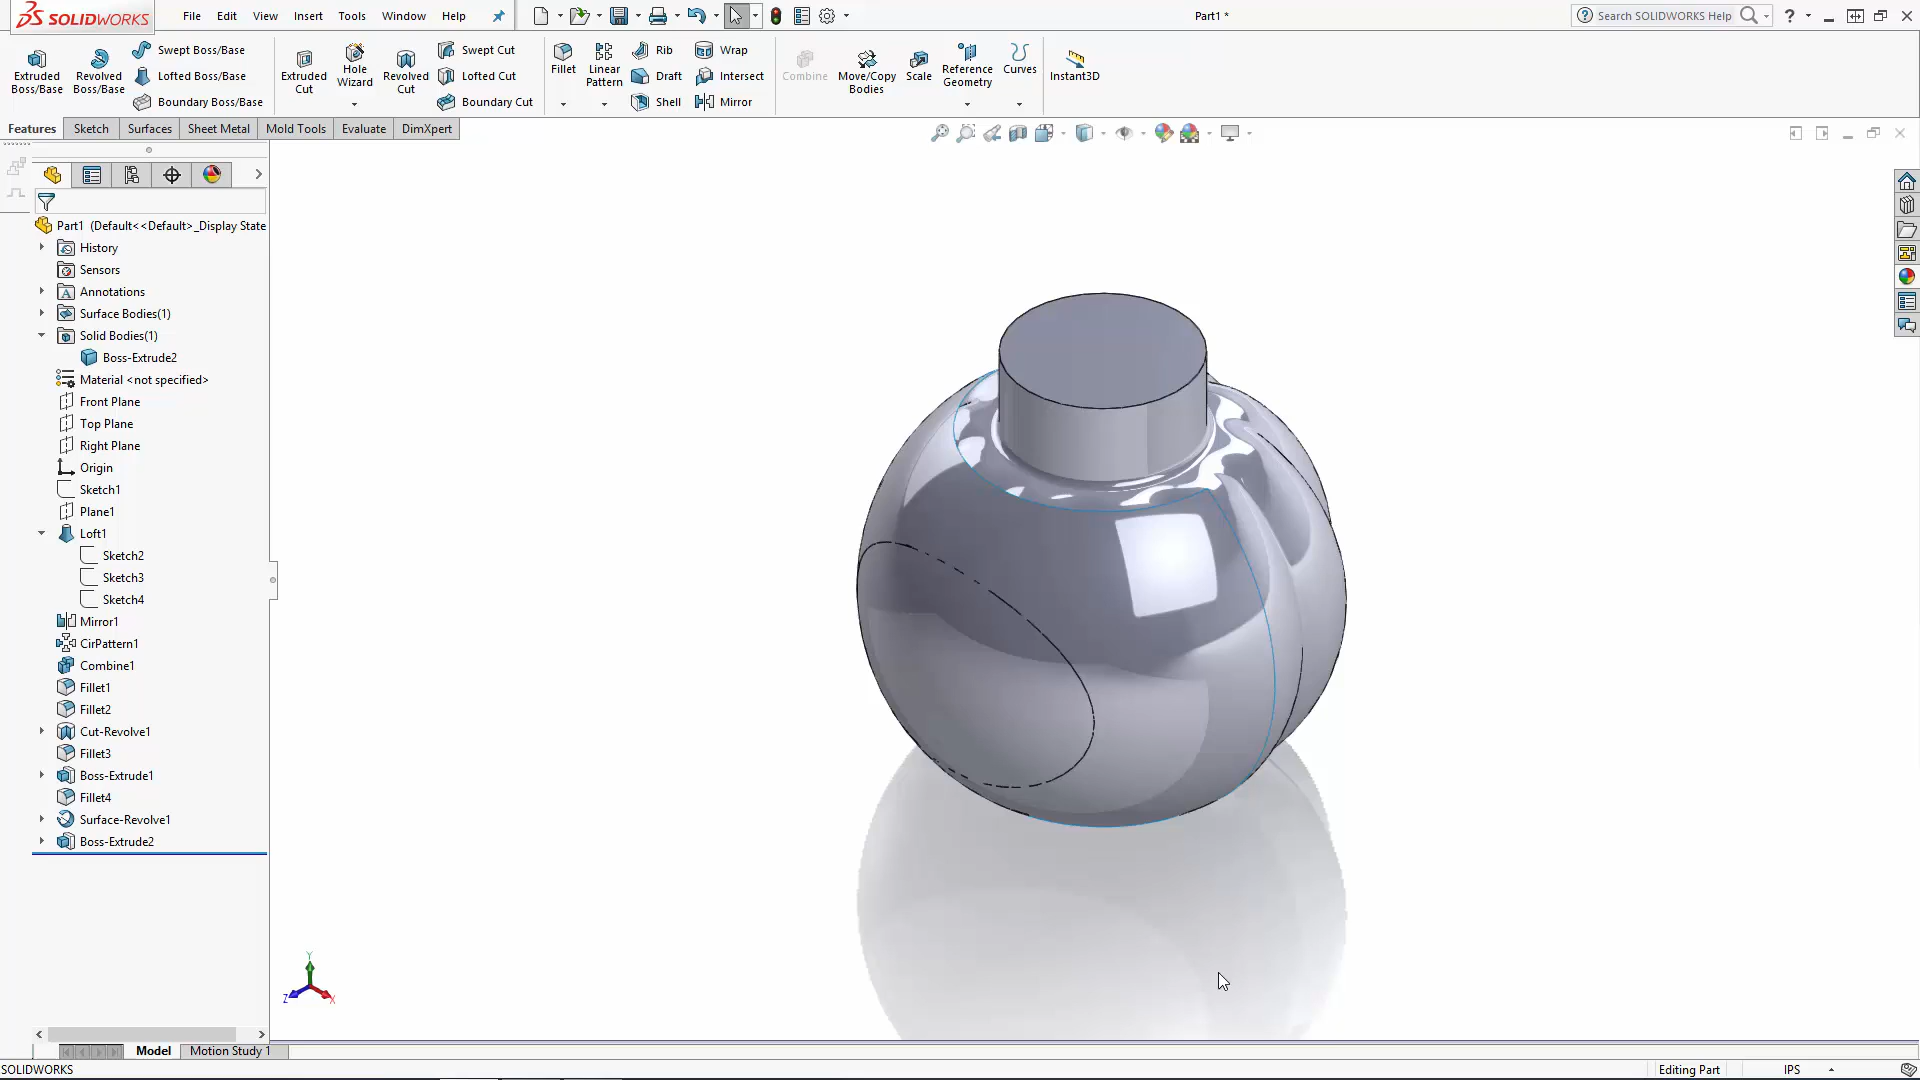 SOLIDWORKS
File Edit View Insert Tools Window Help
Part1 *
Search SOLIDWORKS Help
?
Extruded Boss/Base
Revolved Boss/Base
Swept Boss/Base
Lofted Boss/Base
Boundary Boss/Base
Extruded Cut
Hole Wizard
Revolved Cut
Swept Cut
Lofted Cut
Boundary Cut
Fillet
Linear Pattern
Rib
Draft
Shell
Wrap
Intersect
Mirror
Combine
Move/Copy Bodies
Scale
Reference Geometry
Curves
Instant3D
Features Sketch Surfaces Sheet Metal Mold Tools Evaluate DimXpert
Part1 (Default<<Default>_Display State
History
Sensors
Annotations
Surface Bodies(1)
Solid Bodies(1)
Boss-Extrude2
Material <not specified>
Front Plane
Top Plane
Right Plane
Origin
Sketch1
Plane1
Loft1
Sketch2
Sketch3
Sketch4
Mirror1
CirPattern1
Combine1
Fillet1
Fillet2
Cut-Revolve1
Fillet3
Boss-Extrude1
Fillet4
Surface-Revolve1
Boss-Extrude2
Y
Z
X
Model Motion Study 1
SOLIDWORKS
Editing Part
IPS